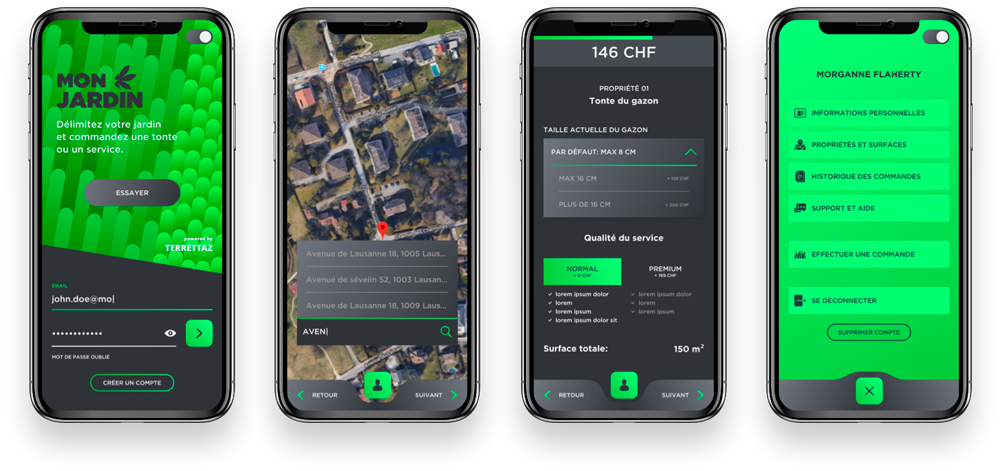 MON
JARDIN
Délimitez votre jardin
et commandez une tonte
ou un service.
ESSAYER
powered by
TERRETTAZ
EMAIL
john.doe@mo|
••••••••••••
MOT DE PASSE OUBLIÉ
CRÉER UN COMPTE
Avenue de Lausanne 18, 1005 Laus...
Avenue de sévelin 52, 1003 Lausan...
Avenue de Lausanne 18, 1009 Laus...
AVEN|
RETOUR
SUIVANT
146 CHF
PROPRIÉTÉ 01
Tonte du gazon
TAILLE ACTUELLE DU GAZON
PAR DÉFAUT: MAX 8 CM
MAX 16 CM
PLUS DE 16 CM
+ 200 CHF
Qualité du service
NORMAL
+ 0 CHF
PREMIUM
lorem ipsum dolor
lorem
lorem ipsum
lorem ipsum dolor sit
lorem ipsum dolor
lorem
lorem ipsum
Surface totale:
150 m²
RETOUR
SUIVANT
MORGANNE FLAHERTY
INFORMATIONS PERSONNELLES
PROPRIÉTÉS ET SURFACES
HISTORIQUE DES COMMANDES
SUPPORT ET AIDE
EFFECTUER UNE COMMANDE
SE DÉCONNECTER
SUPPRIMER COMPTE